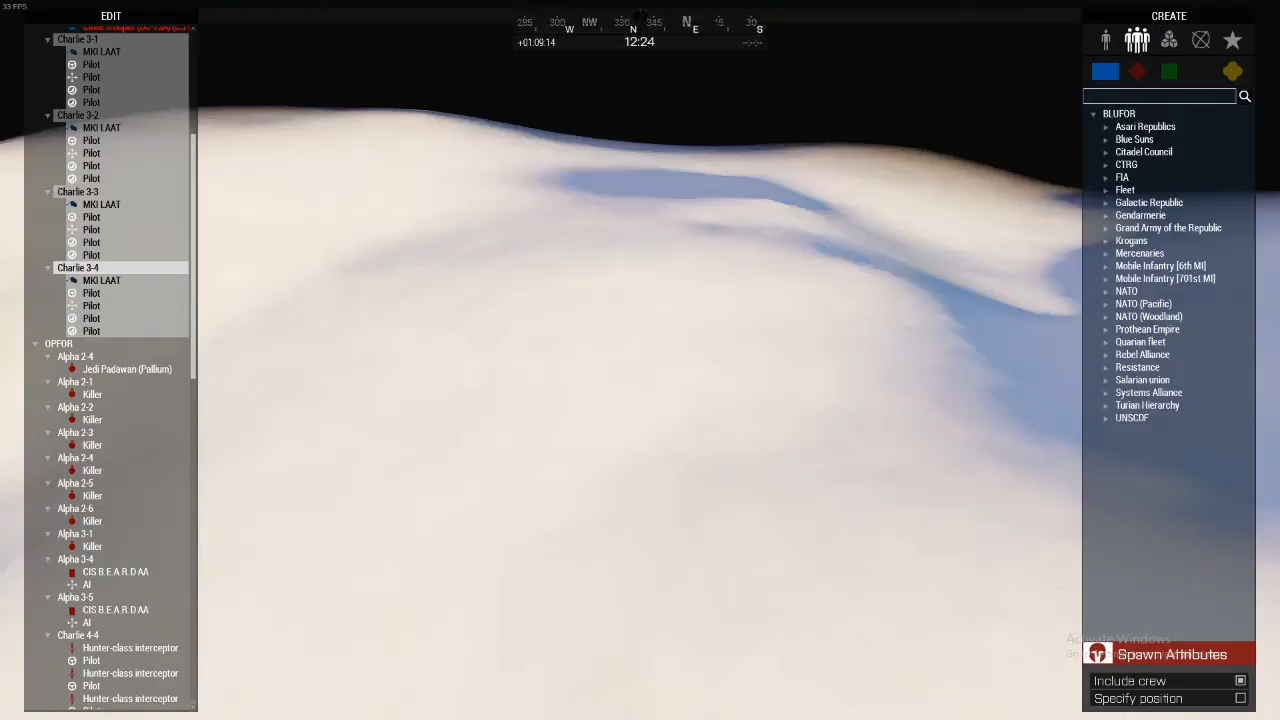 33 FPS
EDIT
Clone Trooper (DC-15A) (C.I.
Charlie 3-1
MKI LAAT
Pilot
Pilot
Pilot
Pilot
Charlie 3-2
MKI LAAT
Pilot
Pilot
Pilot
Pilot
Charlie 3-3
MKI LAAT
Pilot
Pilot
Pilot
Pilot
Charlie 3-4
MKI LAAT
Pilot
Pilot
Pilot
Pilot
OPFOR
Alpha 2-4
Jedi Padawan (Pallium)
Alpha 2-1
Killer
Alpha 2-2
Killer
Alpha 2-3
Killer
Alpha 2-4
Killer
Alpha 2-5
Killer
Alpha 2-6
Killer
Alpha 3-1
Killer
Alpha 3-4
CIS B.E.A.R.D AA
AI
Alpha 3-5
CIS B.E.A.R.D AA
AI
Charlie 4-4
Hunter-class interceptor
Pilot
Hunter-class interceptor
Pilot
Hunter-class interceptor
285 300 NW 330 345 N 15 30
W N E S
+01:09:14 12:24 --:--
CREATE
BLUFOR
Asari Republics
Blue Suns
Citadel Council
CTRG
FIA
Fleet
Galactic Republic
Gendarmerie
Grand Army of the Republic
Krogans
Mercenaries
Mobile Infantry [6th MI]
Mobile Infantry [701st MI]
NATO
NATO (Pacific)
NATO (Woodland)
Prothean Empire
Quarian fleet
Rebel Alliance
Resistance
Salarian union
Systems Alliance
Turian Hierarchy
UNSCDF
Activate Windows
Spawn Attributes
Include crew
Specify position